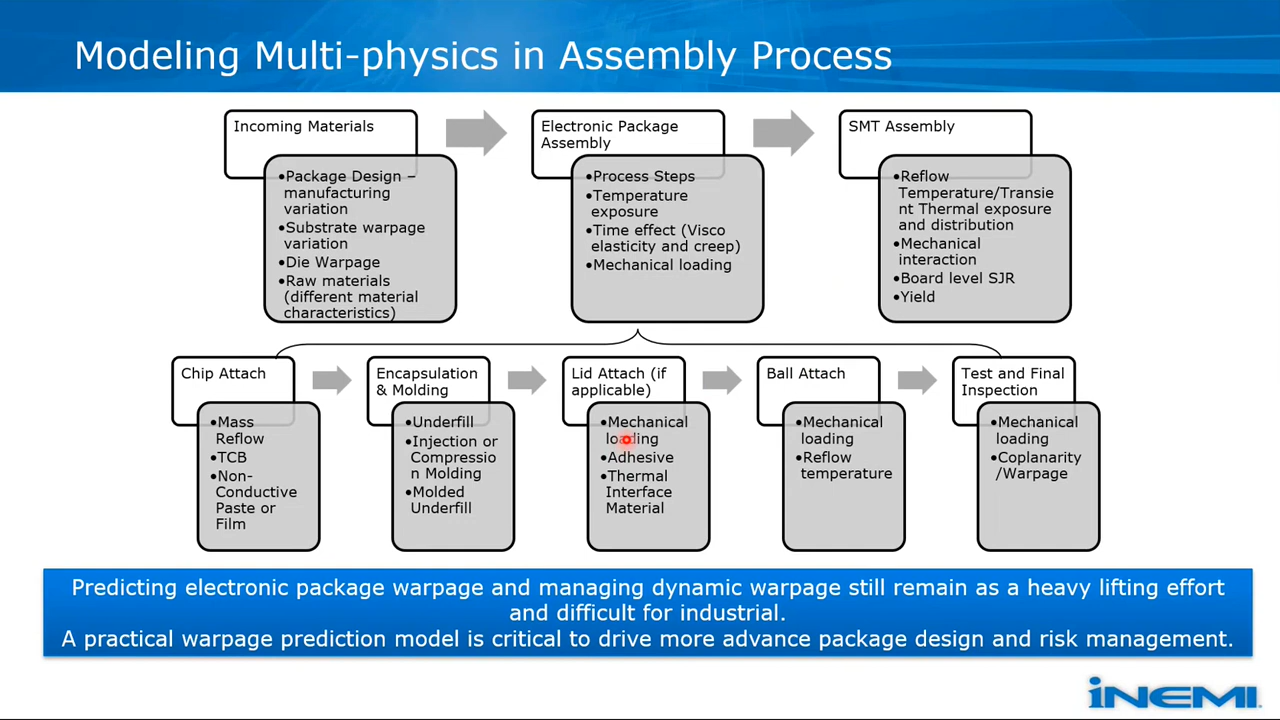 Modeling Multi-physics in Assembly Process
Incoming Materials
•Package Design –
manufacturing
variation
•Substrate warpage
variation
•Die Warpage
•Raw materials
(different material
characteristics)
Electronic Package
Assembly
•Process Steps
•Temperature
exposure
•Time effect (Visco
elasticity and creep)
•Mechanical loading
SMT Assembly
•Reflow
Temperature/Transie
nt Thermal exposure
and distribution
•Mechanical
interaction
•Board level SJR
•Yield
Chip Attach
•Mass
Reflow
•TCB
•Non-
Conductive
Paste or
Film
Encapsulation
& Molding
•Underfill
•Injection or
Compressio
n Molding
•Molded
Underfill
Lid Attach (if
applicable)
•Mechanical
loading
•Adhesive
•Thermal
Interface
Material
Ball Attach
•Mechanical
loading
•Reflow
temperature
Test and Final
Inspection
•Mechanical
loading
•Coplanarity
/Warpage
Predicting electronic package warpage and managing dynamic warpage still remain as a heavy lifting effort
and difficult for industrial.
A practical warpage prediction model is critical to drive more advance package design and risk management.
iNEMI